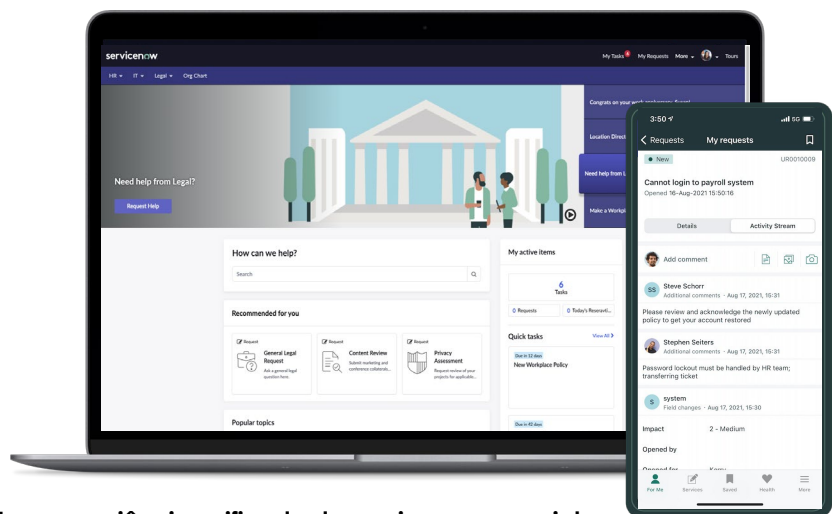 servicenow
My Tasks 6
My Requests
More
Tours
HR
IT
Legal
Org Chart
Need help from Legal?
Request Help
Congrats on your work
Location Direct
Need help from L
Make a Workpl
How can we help?
Search
Recommended for you
Request
General Legal
Request
Ask a general legal
question here
Request
Content Review
Submit marketing and
conference collaterals...
Request
Privacy
Assessment
Request review of your
projects for applicable...
Popular topics
My active items
6
Tasks
0 Requests
0 Today's Reservati...
Quick tasks
View All
Due in 12 days
New Workplace Policy
Due in 42 days
3:50
5G
Requests
My requests
New
UR0010009
Cannot login to payroll system
Opened 16-Aug-2021 15:50:16
Details
Activity Stream
Add comment
SS
Steve Schorr
Additional comments • Aug 17, 2021, 15:31
Please review and acknowledge the newly updated
policy to get your account restored
Stephen Seiters
Additional comments • Aug 17, 2021, 15:31
Password lockout must be handled by HR team;
transferring ticket
S
system
Field changes • Aug 17, 2021, 15:30
Impact
2 - Medium
Opened by
For Me
Services
Saved
Health
More